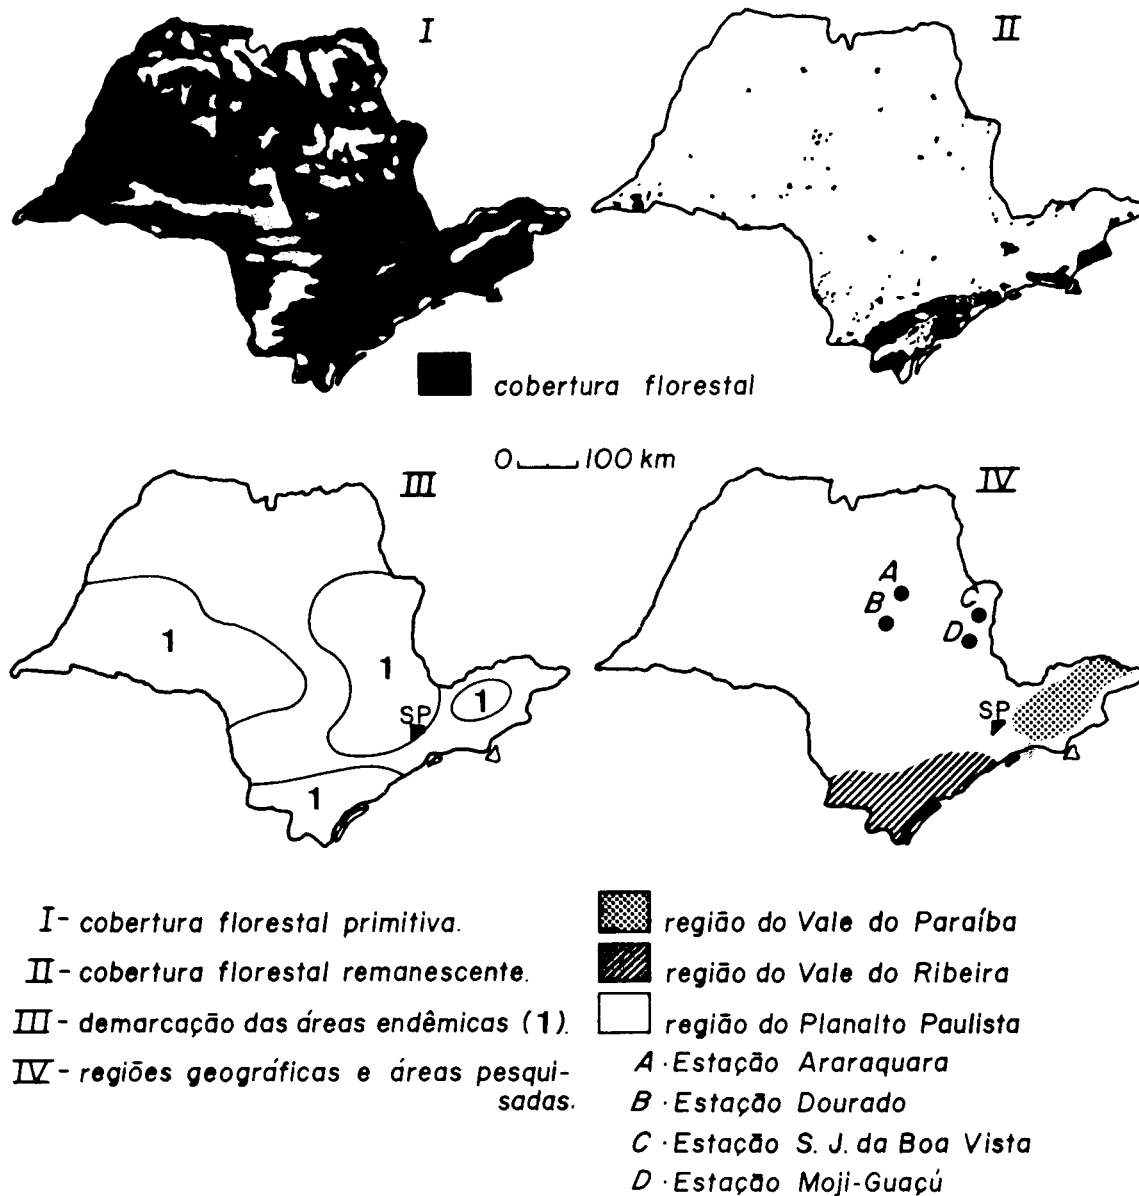 I
II
cobertura florestal
0 100 km
III
1
1
1
1
SP
IV
A
B
C
D
SP
I - cobertura florestal primitiva.
II - cobertura florestal remanescente.
III - demarcação das áreas endêmicas (1).
IV - regiões geográficas e áreas pesqui-
sadas.
região do Vale do Paraíba
região do Vale do Ribeira
região do Planalto Paulista
A · Estação Araraquara
B · Estação Dourado
C · Estação S. J. da Boa Vista
D · Estação Moji-Guaçú